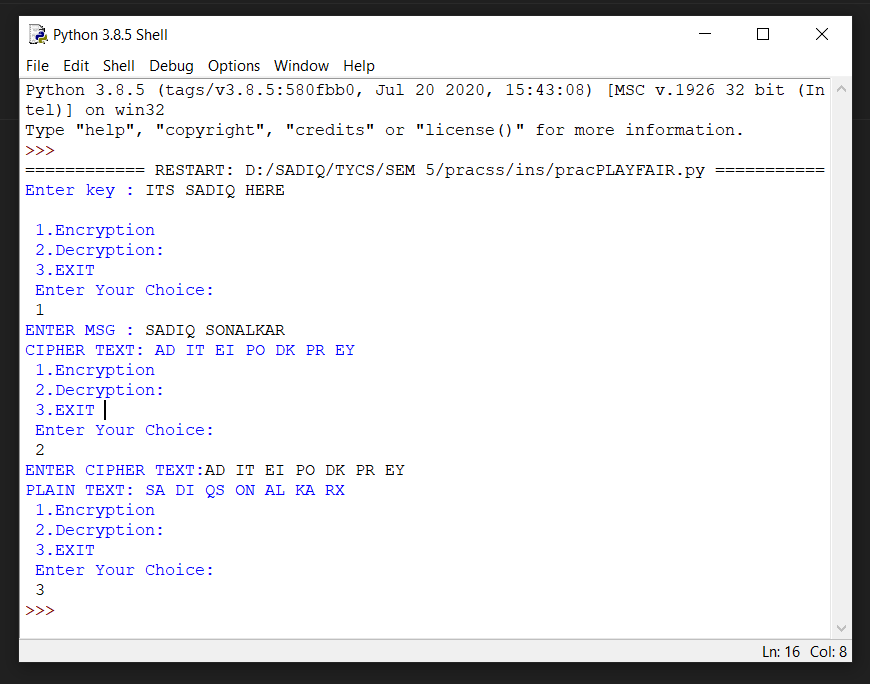 Python 3.8.5 Shell
File Edit Shell Debug Options Window Help
Python 3.8.5 (tags/v3.8.5:580fbb0, Jul 20 2020, 15:43:08) [MSC v.1926 32 bit (In
tel)] on win32
Type "help", "copyright", "credits" or "license()" for more information.
>>>
============ RESTART: D:/SADIQ/TYCS/SEM 5/pracss/ins/pracPLAYFAIR.py ===========
Enter key : ITS SADIQ HERE
1.Encryption
2.Decryption:
3.EXIT
Enter Your Choice:
1
ENTER MSG : SADIQ SONALKAR
CIPHER TEXT: AD IT EI PO DK PR EY
1.Encryption
2.Decryption:
3.EXIT
Enter Your Choice:
2
ENTER CIPHER TEXT:AD IT EI PO DK PR EY
PLAIN TEXT: SA DI QS ON AL KA RX
1.Encryption
2.Decryption:
3.EXIT
Enter Your Choice:
3
>>>
Ln: 16 Col: 8